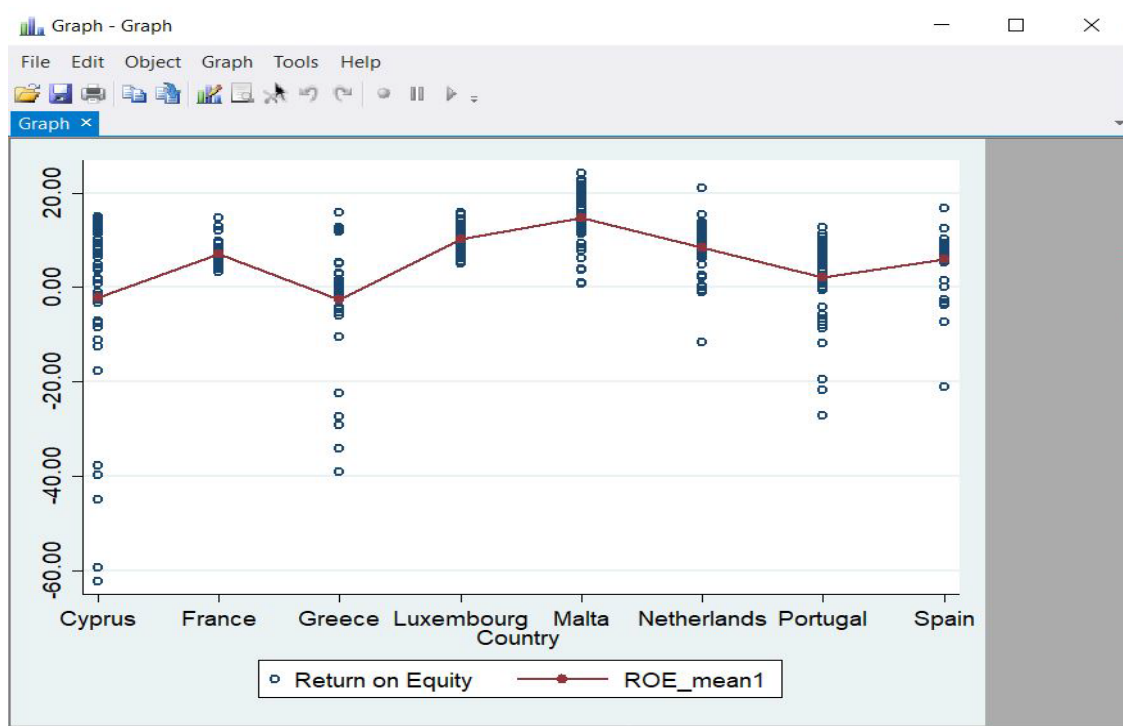 Graph - Graph
File Edit Object Graph Tools Help
Graph ×
20.00
0.00
-20.00
-40.00
-60.00
Cyprus France Greece Luxembourg Malta Netherlands Portugal Spain
Country
Return on Equity ROE_mean1